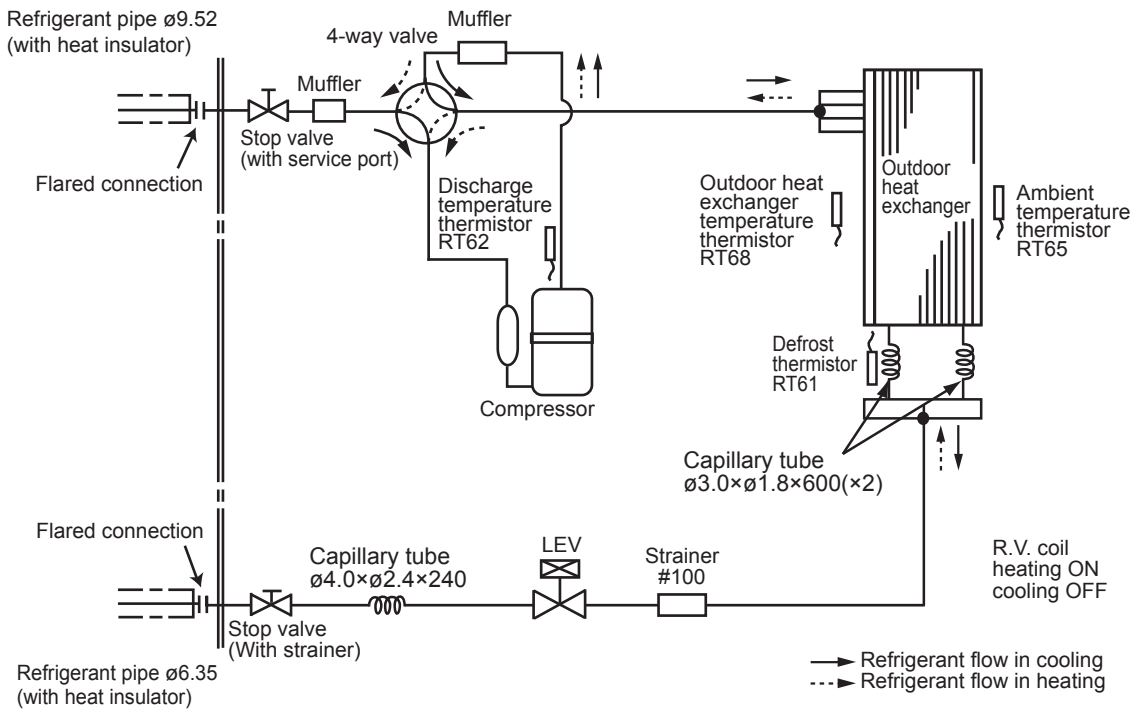 Refrigerant pipe ø9.52
(with heat insulator)
Muffler
4-way valve
Muffler
Stop valve
(with service port)
Flared connection
Discharge
temperature
thermistor
RT62
Outdoor heat
exchanger
temperature
thermistor
RT68
Outdoor
heat
exchanger
Ambient
temperature
thermistor
RT65
Defrost
thermistor
RT61
Compressor
Capillary tube
ø3.0×ø1.8×600(×2)
Flared connection
Capillary tube
ø4.0×ø2.4×240
LEV
Strainer
#100
R.V. coil
heating ON
cooling OFF
Stop valve
(With strainer)
Refrigerant pipe ø6.35
(with heat insulator)
Refrigerant flow in cooling
Refrigerant flow in heating